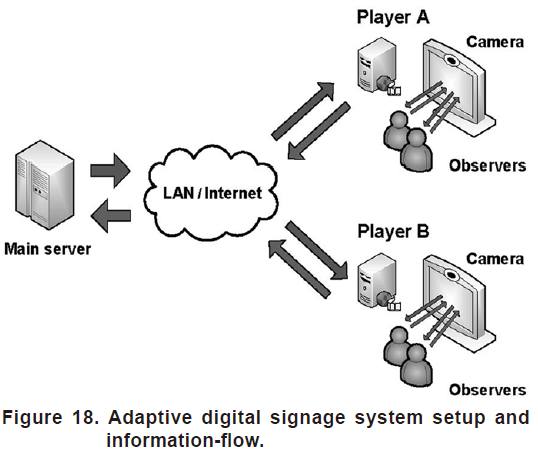 Player A
Camera
Observers
LAN / Internet
Main server
Player B
Camera
Observers
Figure 18. Adaptive digital signage system setup and
information-flow.